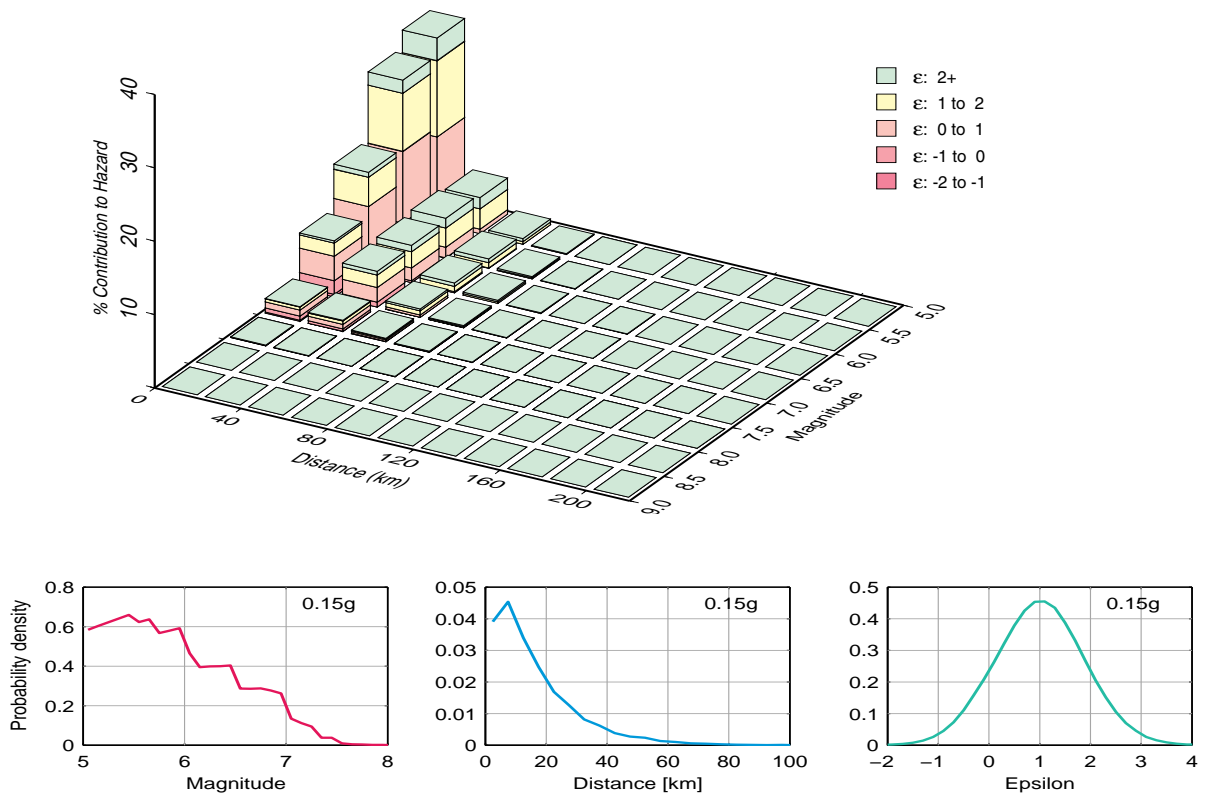 % Contribution to Hazard
40
30
20
10
0
40
80
120
160
200
Distance (km)
5.0
5.5
6.0
6.5
7.0
7.5
8.0
8.5
9.0
Magnitude
ε: 2+
ε: 1 to 2
ε: 0 to 1
ε: -1 to 0
ε: -2 to -1
Probability density
0.8
0.6
0.4
0.2
0
5 6 7 8
Magnitude
0.15g
0.05
0.04
0.03
0.02
0.01
0
0 20 40 60 80 100
Distance [km]
0.15g
0.5
0.4
0.3
0.2
0.1
0
−2 −1 0 1 2 3 4
Epsilon
0.15g